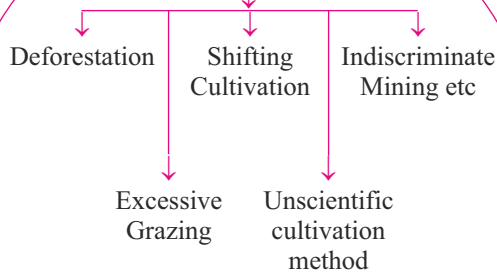 Deforestation
Shifting
Cultivation
Indiscriminate
Mining etc
Excessive
Grazing
Unscientific
cultivation
method